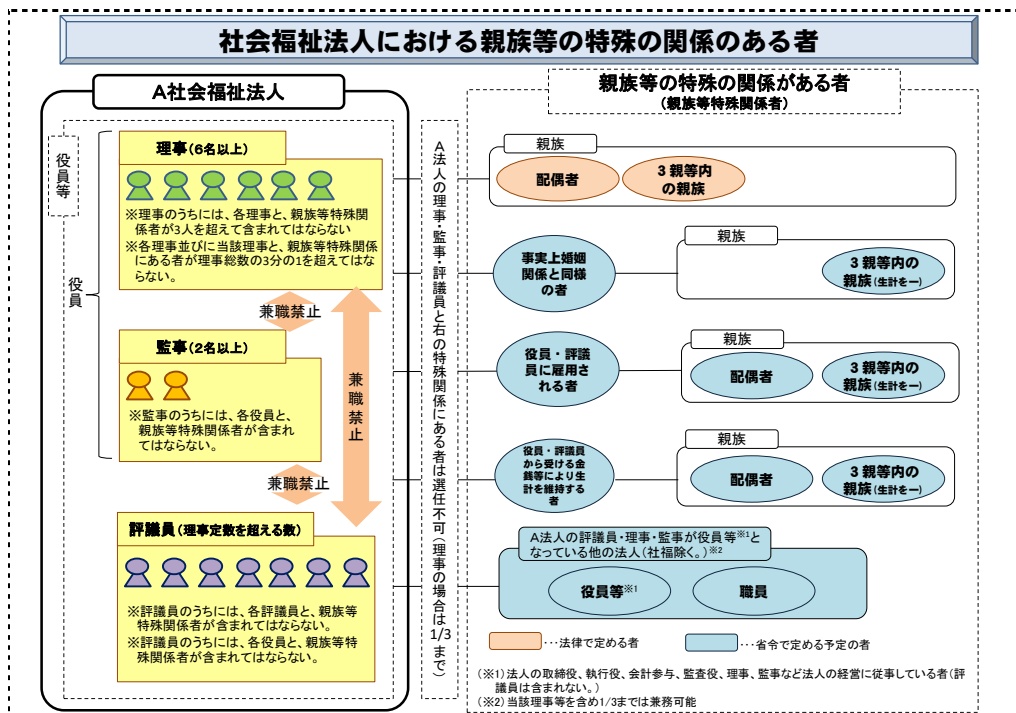 社会福祉法人における親族等の特殊の関係のある者
A社会福祉法人
役員等
役員
理事(6名以上)
※理事のうちには、各理事と、親族等特殊関
係者が3人を超えて含まれてはならない
※各理事並びに当該理事と、親族等特殊関係
にある者が理事総数の3分の1を超えてはな
らない。
兼職禁止
監事(2名以上)
※監事のうちには、各役員と、
親族等特殊関係者が含まれ
てはならない。
兼職禁止
兼職禁止
評議員(理事定数を超える数)
※評議員のうちには、各評議員と、親族等
特殊関係者が含まれてはならない。
※評議員のうちには、各役員と、親族等特
殊関係者が含まれてはならない。
A法人の理事・監事・評議員と右の特殊関係にある者は選任不可(理事の場合は1/3まで)
親族等の特殊の関係がある者
(親族等特殊関係者)
親族
配偶者
3親等内
の親族
事実上婚姻
関係と同様
の者
親族
3親等内の
親族(生計を一)
役員・評議
員に雇用さ
れる者
親族
配偶者
3親等内の
親族(生計を一)
役員・評議員
から受ける金
銭等により生
計を維持する
者
親族
配偶者
3親等内の
親族(生計を一)
A法人の評議員・理事・監事が役員等※1と
なっている他の法人(社福除く。)※2
役員等※1
職員
・・・法律で定める者
・・・省令で定める予定の者
(※1)法人の取締役、執行役、会計参与、監査役、理事、監事など法人の経営に従事している者(評
議員は含まれない。)
(※2)当該理事等を含め1/3までは兼務可能